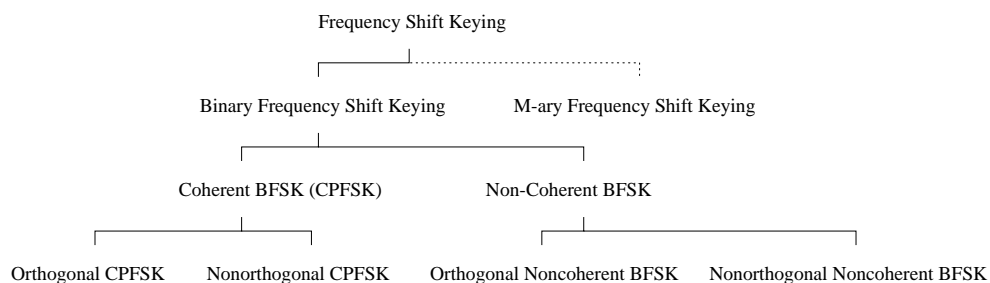 Frequency Shift Keying
Binary Frequency Shift Keying
M-ary Frequency Shift Keying
Coherent BFSK (CPFSK)
Non-Coherent BFSK
Orthogonal CPFSK
Nonorthogonal CPFSK
Orthogonal Noncoherent BFSK
Nonorthogonal Noncoherent BFSK